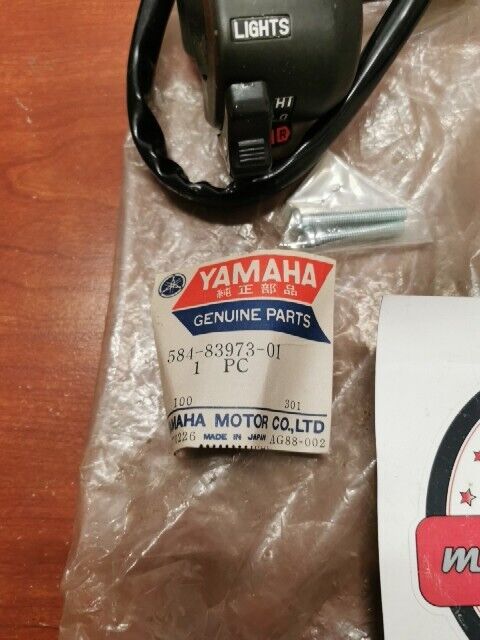 LIGHTS
HI
R
YAMAHA
純正部品
GENUINE PARTS
584-83973-01
1 PC
100 301
YAMAHA MOTOR CO.,LTD
1226 MADE IN JAPAN AG88-002
m